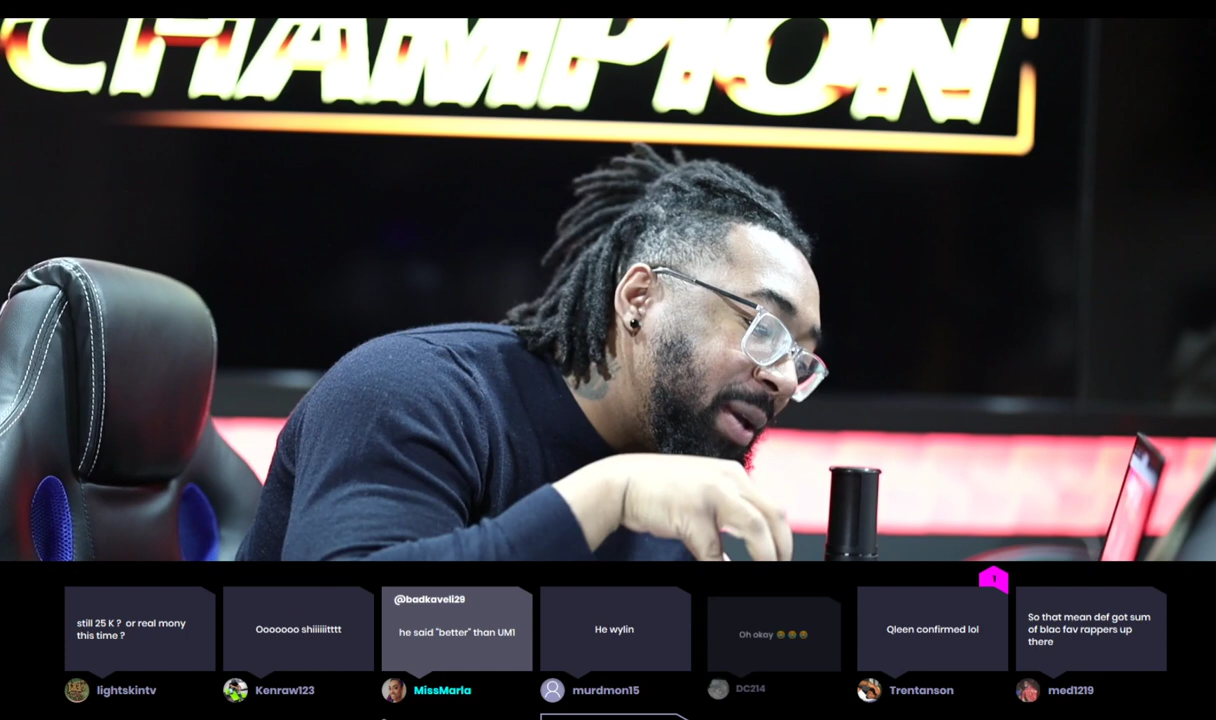 CHAMPION
still 25 K ? or real mony
this time ?
Ooooooo shiiiiiitttt
@badkaveli29
he said "better" than UM1
He wylin
Oh okay 😂 😂 😂
Qleen confirmed lol
So that mean def got sum
of blac fav rappers up
there
lightskintv
Kenraw123
MissMarla
murdmon15
DC214
Trentanson
med1219